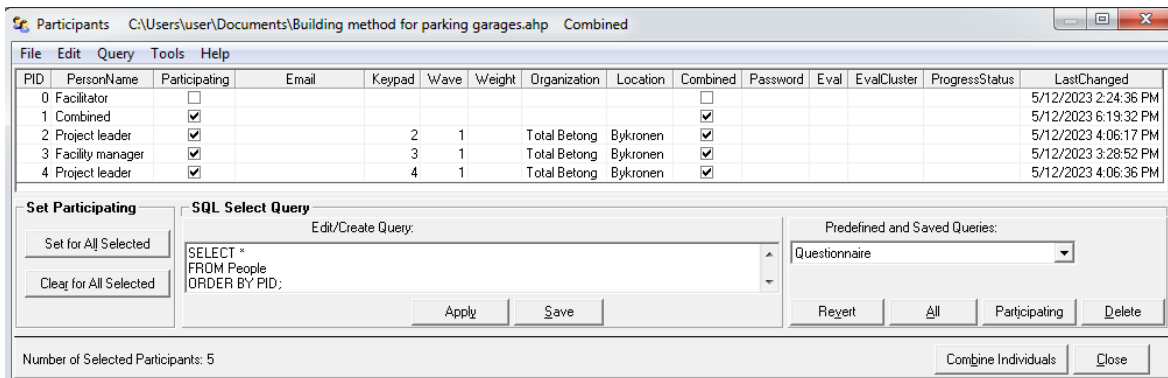 Participants C:\Users\user\Documents\Building method for parking garages.ahp Combined
File Edit Query Tools Help
PID PersonName Participating Email Keypad Wave Weight Organization Location Combined Password Eval EvalCluster ProgressStatus LastChanged
0 Facilitator 5/12/2023 2:24:36 PM
1 Combined 5/12/2023 6:19:32 PM
2 Project leader 2 1 Total Betong Bykronen 5/12/2023 4:06:17 PM
3 Facility manager 3 1 Total Betong Bykronen 5/12/2023 3:28:52 PM
4 Project leader 4 1 Total Betong Bykronen 5/12/2023 4:06:36 PM
Set Participating
Set for All Selected
Clear for All Selected
SQL Select Query
Edit/Create Query:
SELECT *
FROM People
ORDER BY PID;
Apply Save
Predefined and Saved Queries:
Questionnaire
Revert All Participating Delete
Number of Selected Participants: 5
Combine Individuals Close